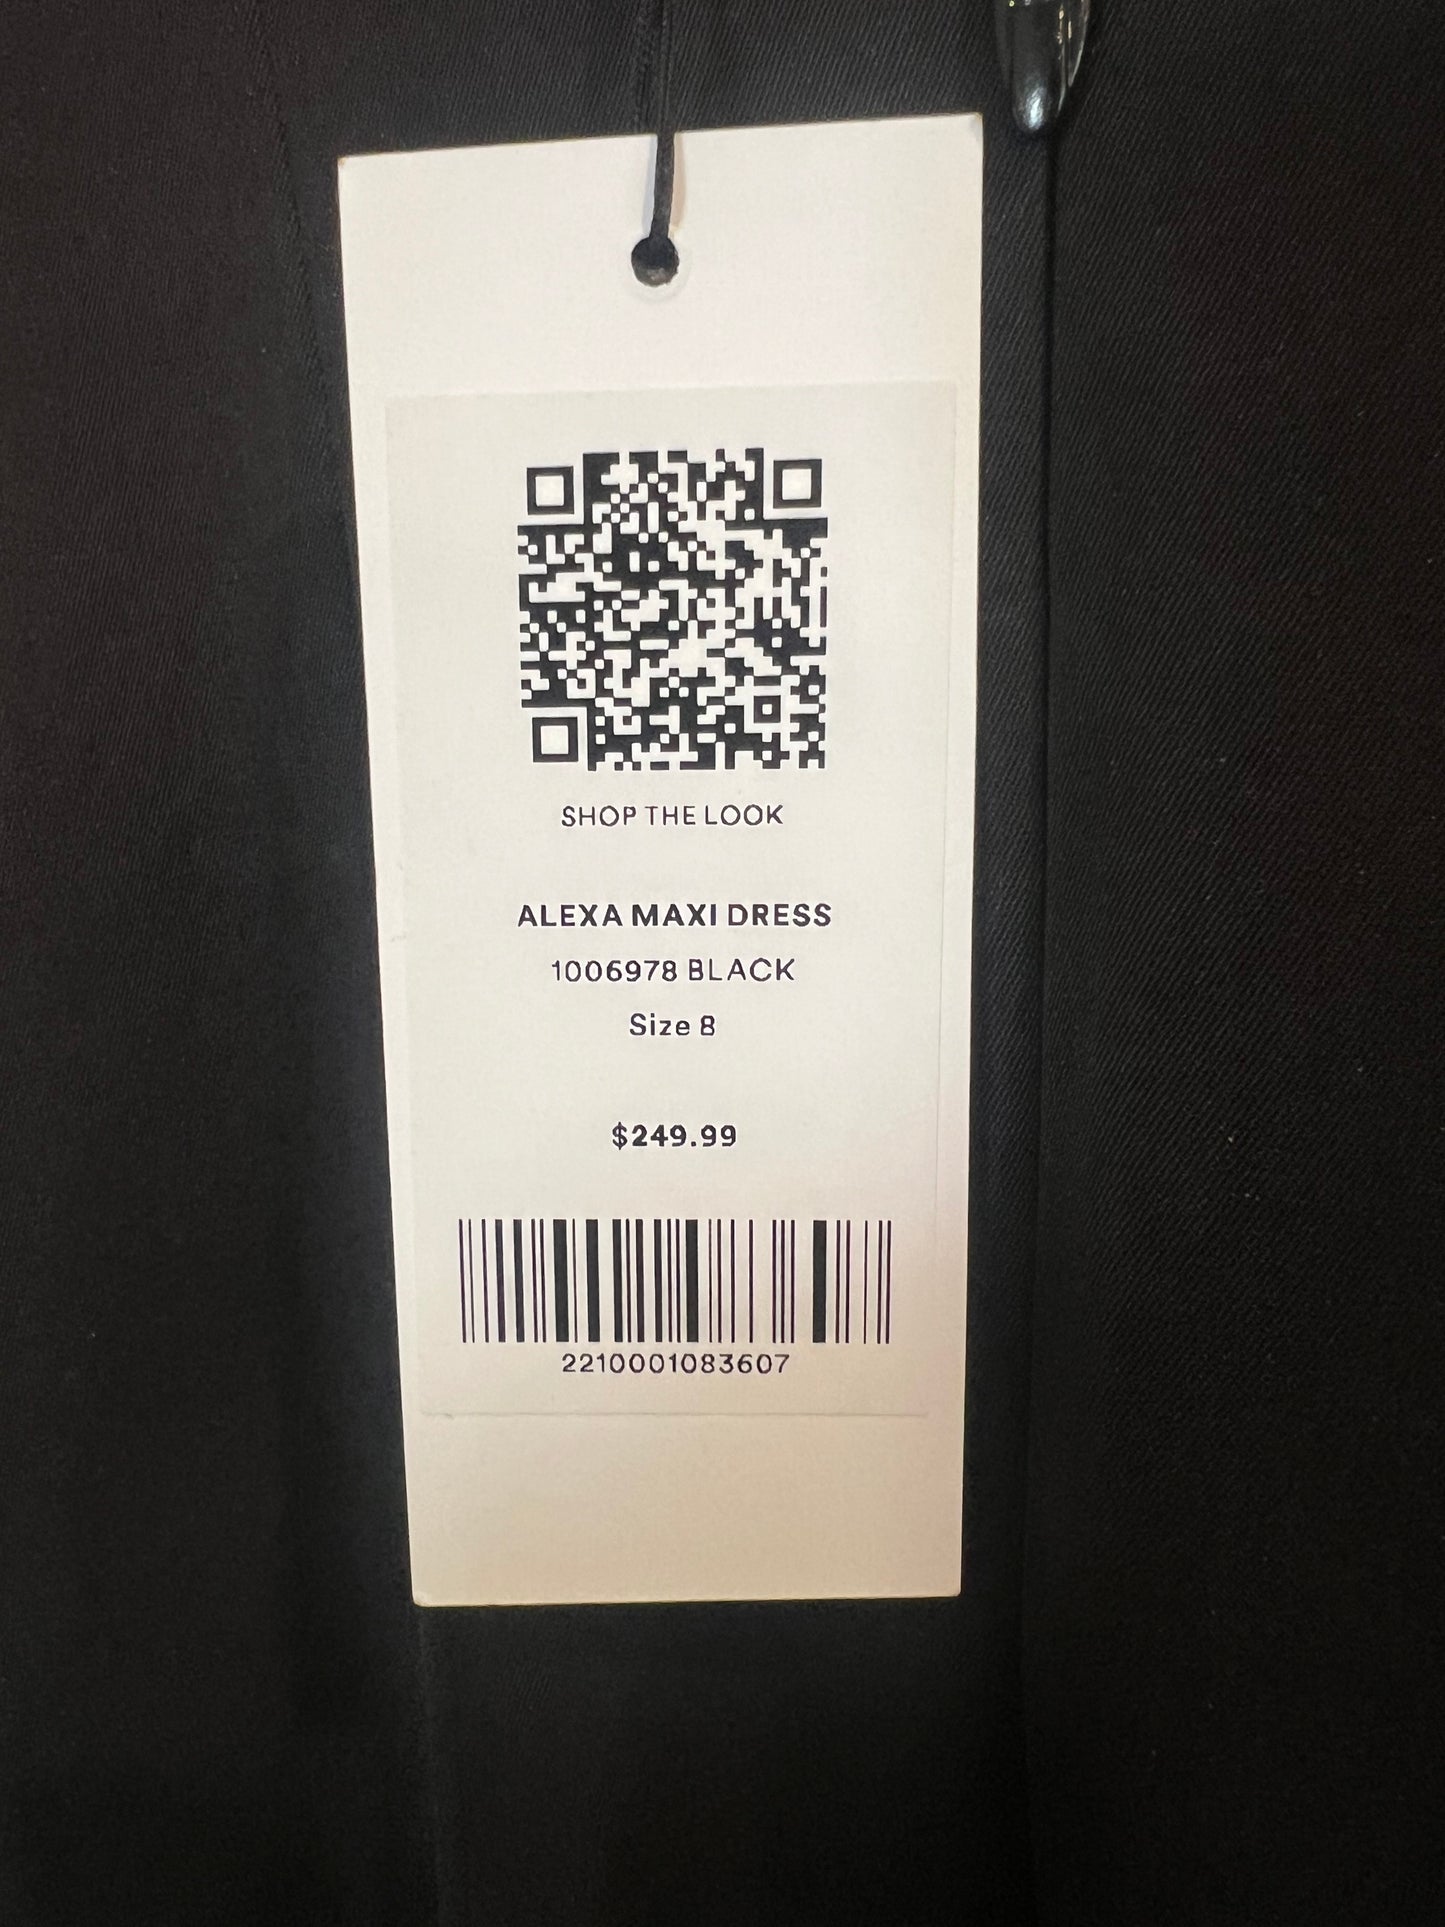 SHOP THE LOOK
ALEXA MAXI DRESS
1006978 BLACK
Size 8
$249.99
2210001083607